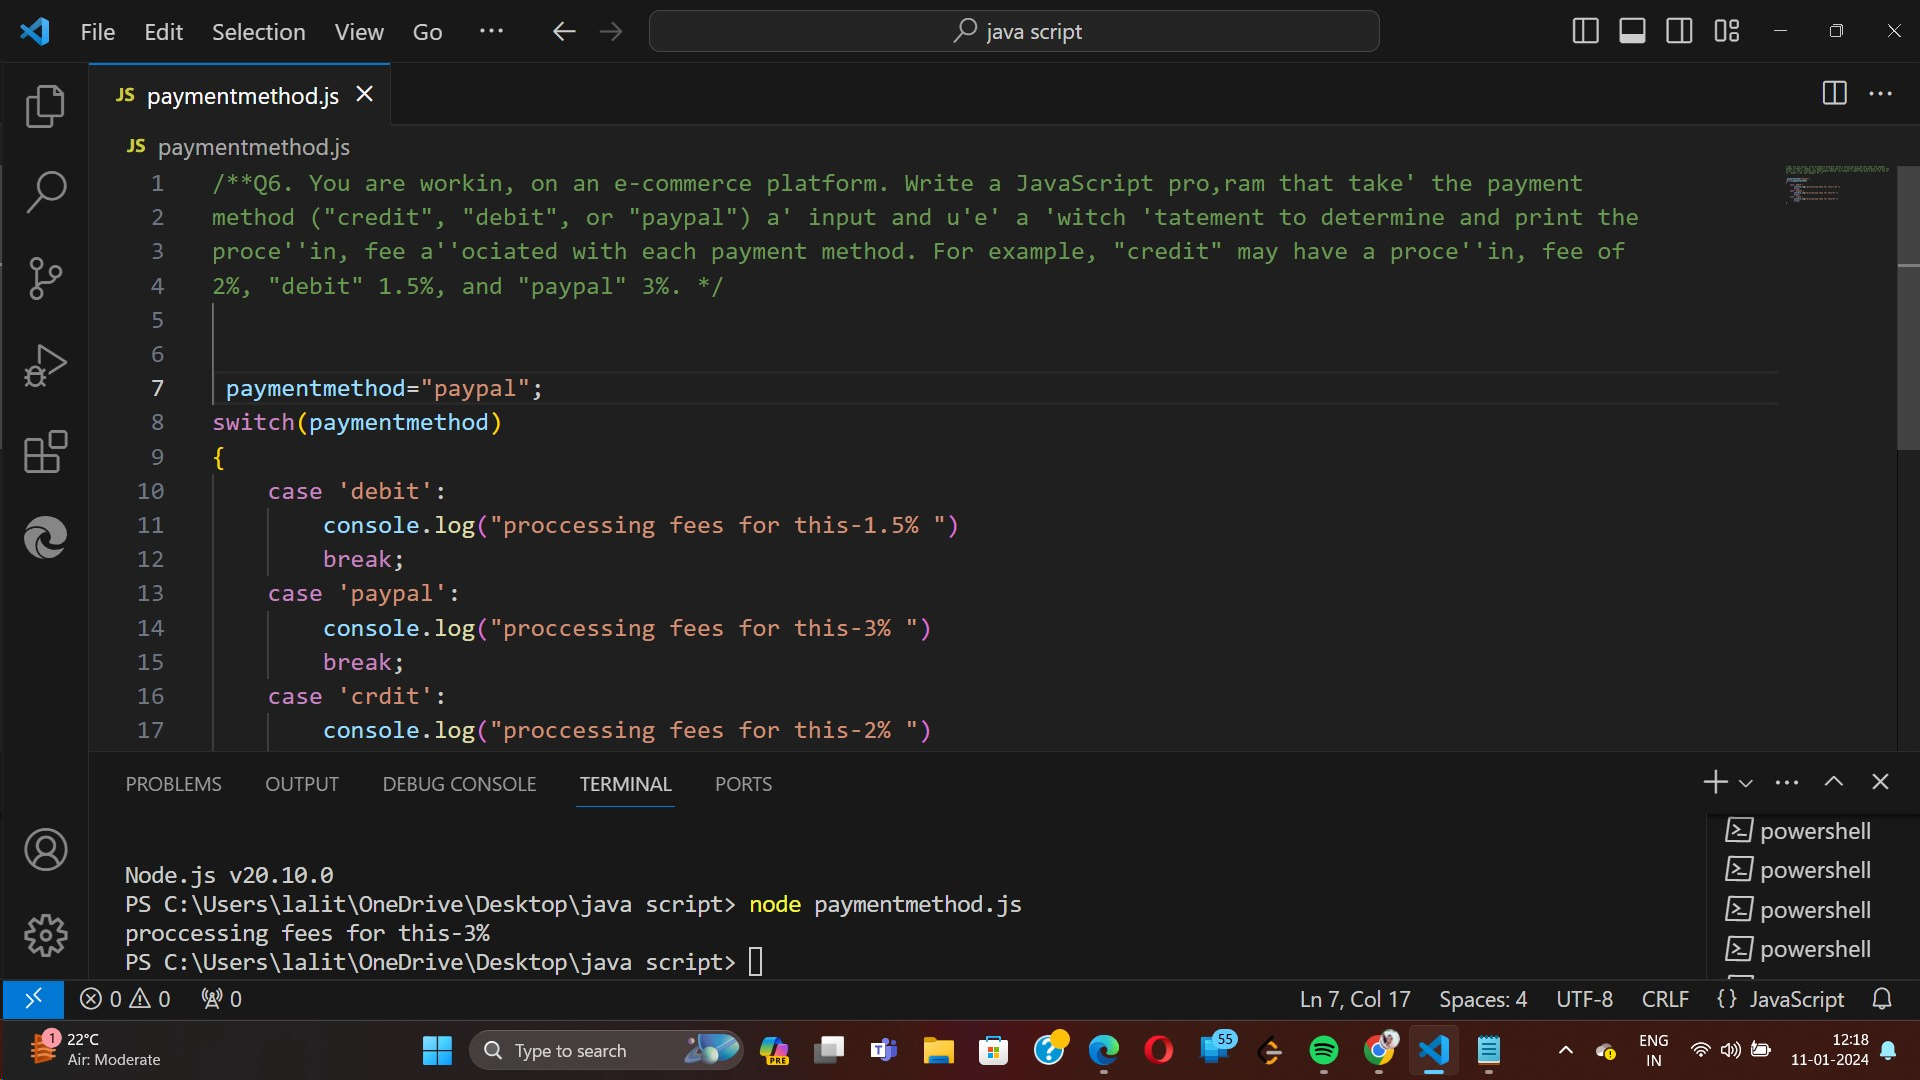 File Edit Selection View Go ··· java script
JS paymentmethod.js
JS paymentmethod.js
1 /**Q6. You are workin, on an e-commerce platform. Write a JavaScript pro,ram that take' the payment
2 method ("credit", "debit", or "paypal") a' input and u'e' a 'witch 'tatement to determine and print the
3 proce''in, fee a''ociated with each payment method. For example, "credit" may have a proce''in, fee of
4 2%, "debit" 1.5%, and "paypal" 3%. */
5
6
7 paymentmethod="paypal";
8 switch(paymentmethod)
9 {
10 case 'debit':
11 console.log("proccessing fees for this-1.5% ")
12 break;
13 case 'paypal':
14 console.log("proccessing fees for this-3% ")
15 break;
16 case 'crdit':
17 console.log("proccessing fees for this-2% ")
PROBLEMS OUTPUT DEBUG CONSOLE TERMINAL PORTS
Node.js v20.10.0
PS C:\Users\lalit\OneDrive\Desktop\java script> node paymentmethod.js
proccessing fees for this-3%
PS C:\Users\lalit\OneDrive\Desktop\java script>
powershell
powershell
powershell
powershell
0 0 0 Ln 7, Col 17 Spaces: 4 UTF-8 CRLF {} JavaScript
1 22°C
Air: Moderate
Type to search
PRE
55
ENG
IN
12:18
11-01-2024